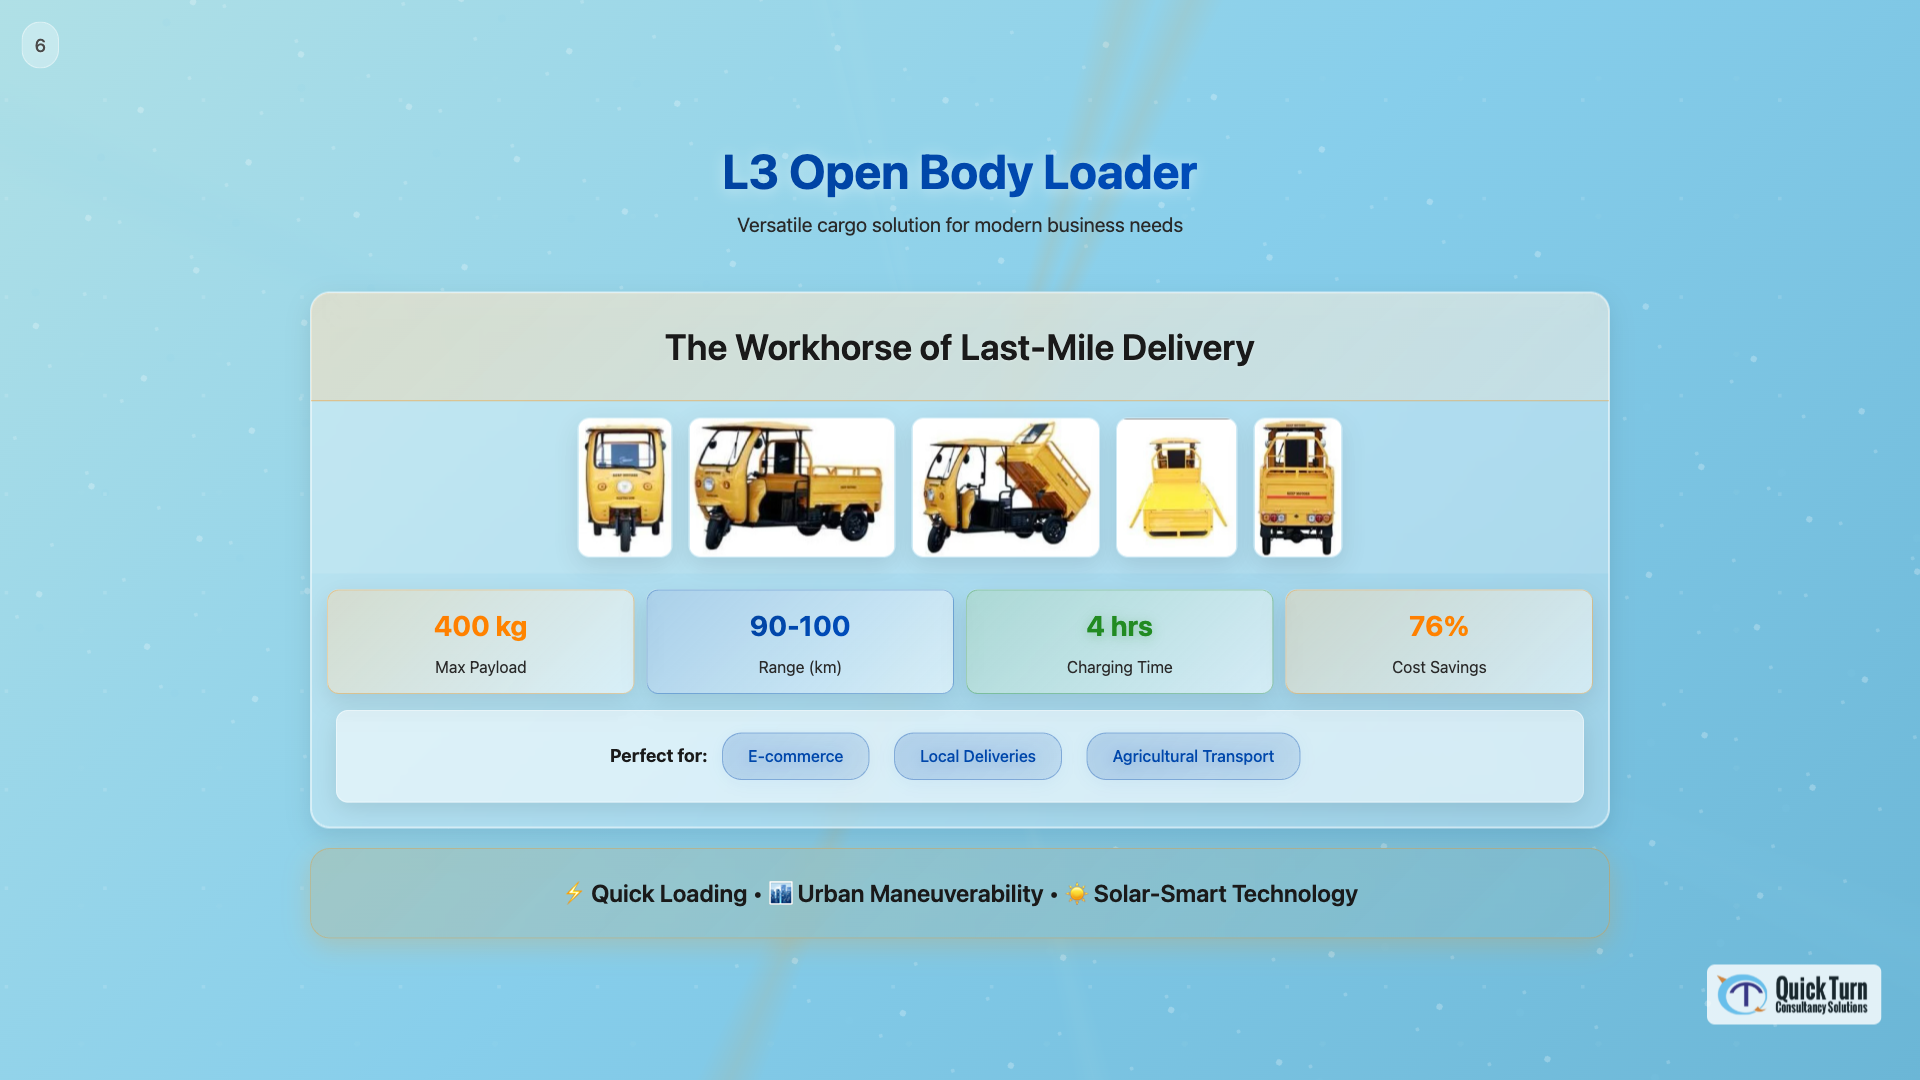 6
L3 Open Body Loader
Versatile cargo solution for modern business needs
The Workhorse of Last-Mile Delivery
400 kg
Max Payload
90-100
Range (km)
4 hrs
Charging Time
76%
Cost Savings
Perfect for:
E-commerce
Local Deliveries
Agricultural Transport
⚡ Quick Loading • 🏙️ Urban Maneuverability • ☀️ Solar-Smart Technology
Quick Turn
Consultancy Solutions